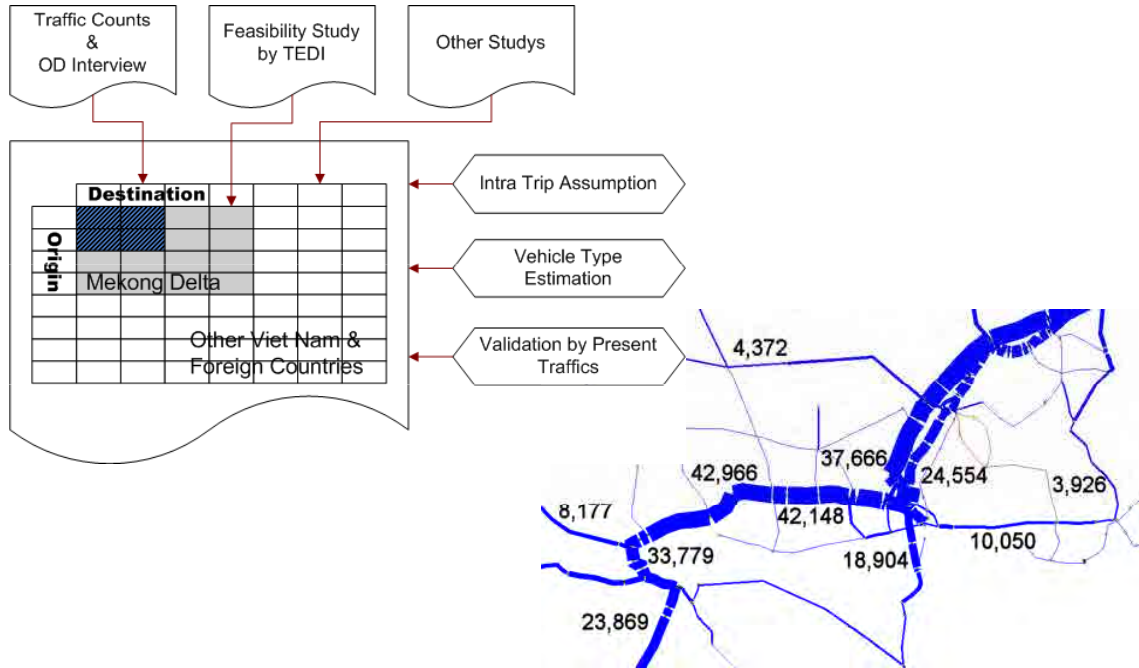 Traffic Counts
&
OD Interview
Feasibility Study
by TEDI
Other Studys
Destination
Origin
Mekong Delta
Other Viet Nam &
Foreign Countries
Intra Trip Assumption
Vehicle Type
Estimation
Validation by Present
Traffics
4,372
37,666
24,554
42,966
3,926
8,177
42,148
10,050
33,779
18,904
23,869